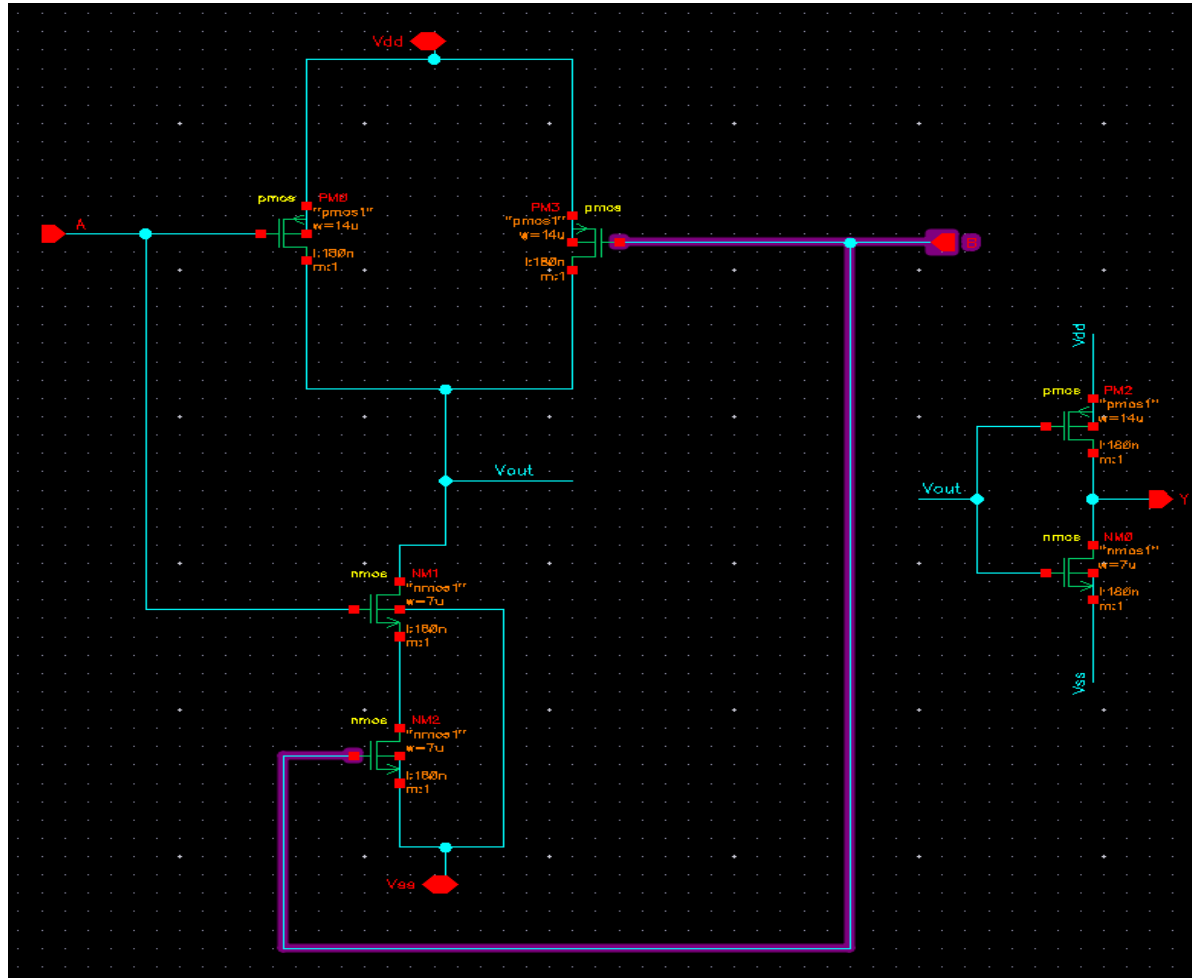 Vdd
A
pmos
PM0
"pmos1"
w=14u
l:180n
m:1
PM3
pmos
"pmos1"
w=14u
l:180n
m:1
B
Vout
nmos
NM1
"nmos1"
w=7u
l:180n
m:1
nmos
NM2
"nmos1"
w=7u
l:180n
m:1
Vss
Vdd
pmos
PM2
"pmos1"
w=14u
l:180n
m:1
Vout
Y
nmos
NM0
"nmos1"
w=7u
l:180n
m:1
Vss